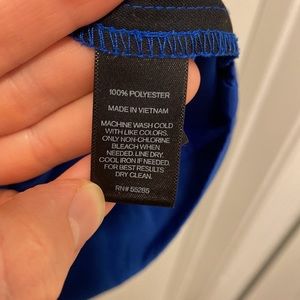 100% POLYESTER
MADE IN VIETNAM
MACHINE WASH COLD
WITH LIKE COLORS.
ONLY NON-CHLORINE
BLEACH WHEN
NEEDED. LINE DRY.
COOL IRON IF NEEDED.
FOR BEST RESULTS
DRY CLEAN.
RN# 55285